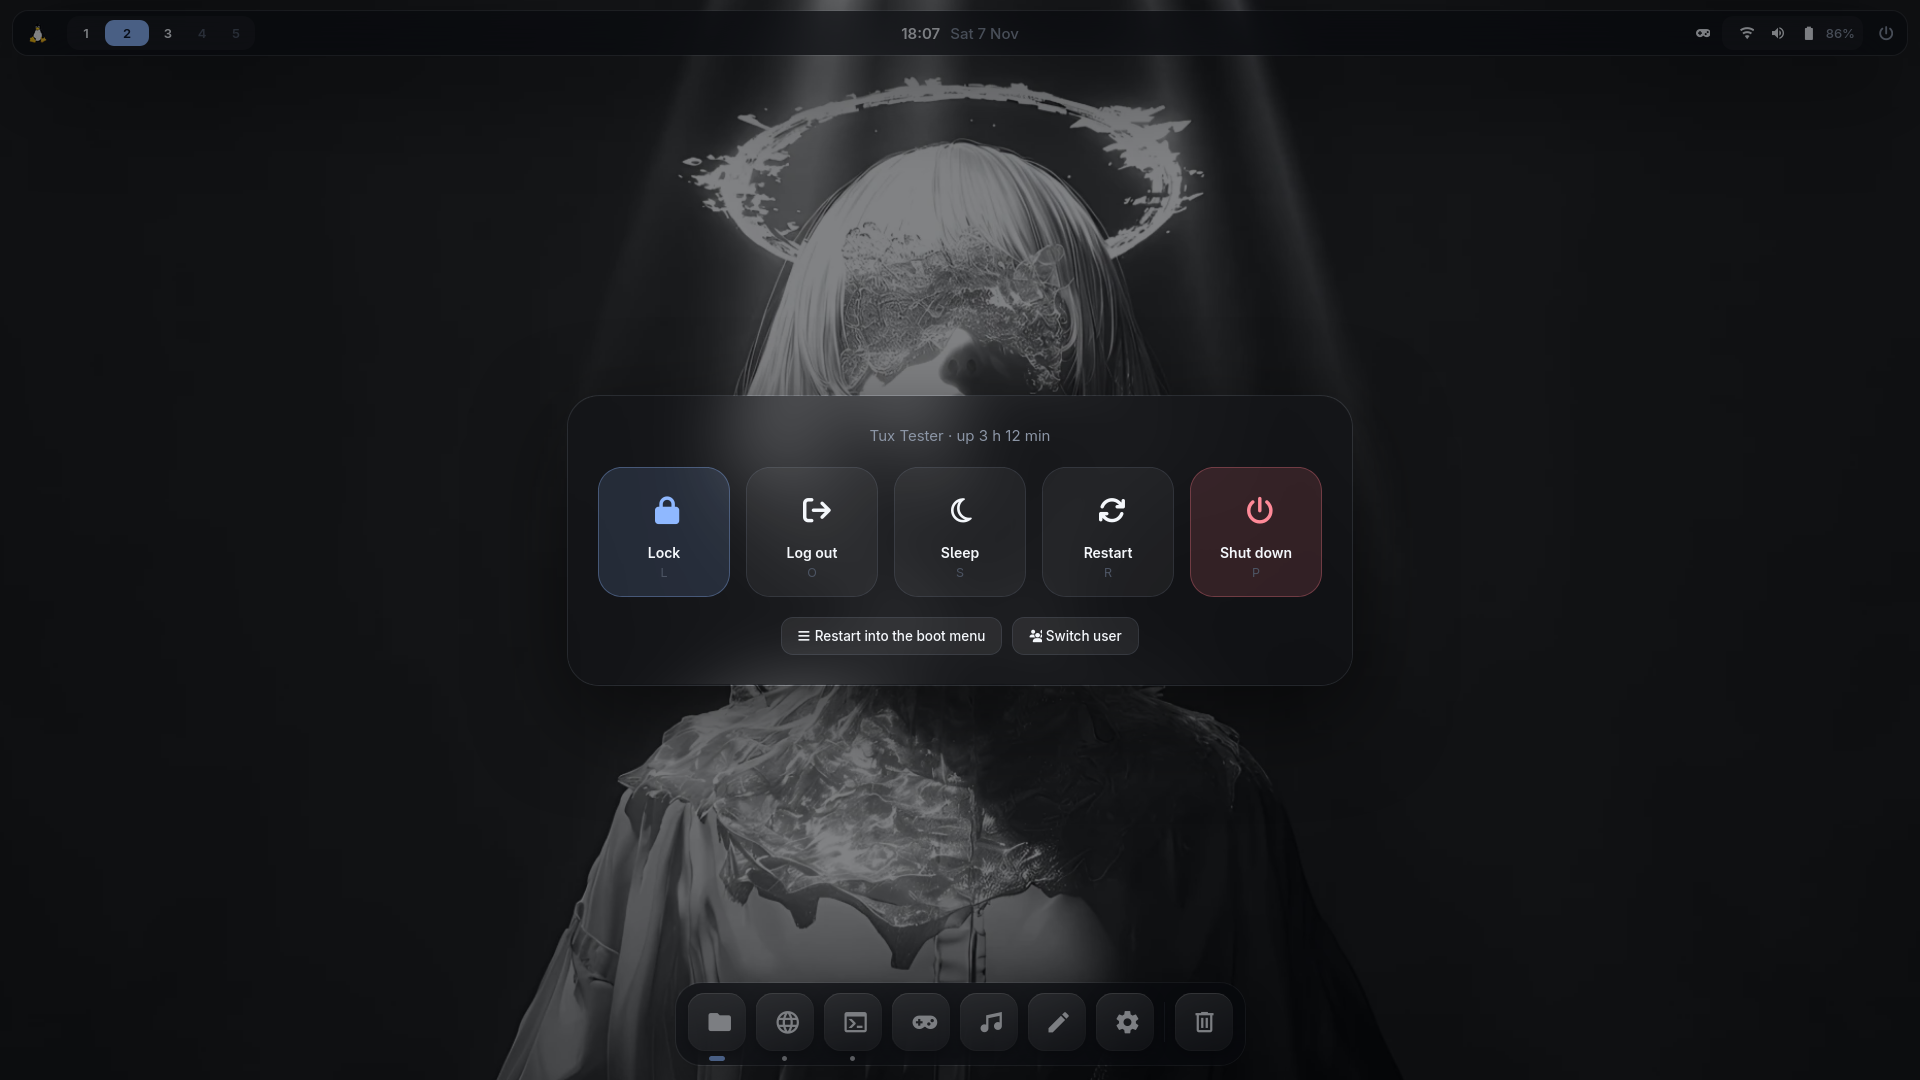 1 2 3 4 5
18:07 Sat 7 Nov
86%
Tux Tester · up 3 h 12 min
Lock
L
Log out
O
Sleep
S
Restart
R
Shut down
P
Restart into the boot menu
Switch user